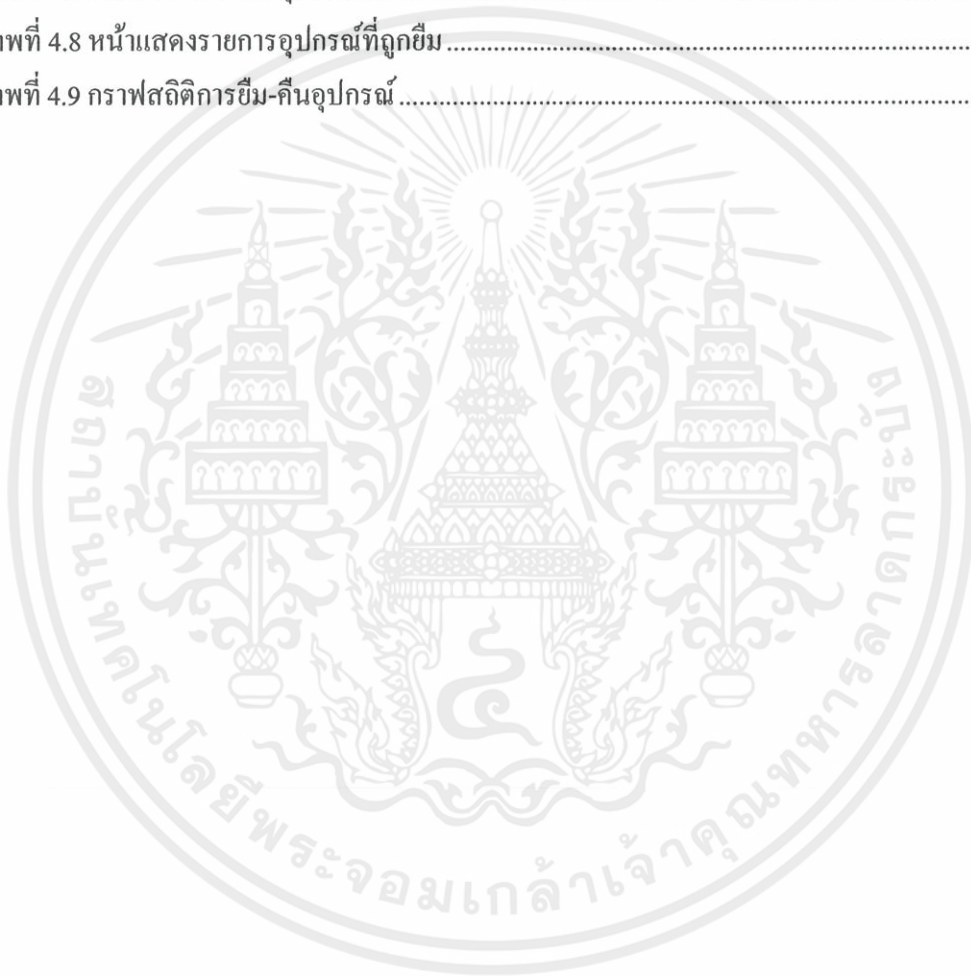 าพที่ 4.8 หน้าแสดงรายการอุปกรณ์ที่ถูกยืม
าพที่ 4.9 กราฟสถิติการยืม-คืนอุปกรณ์
สถาบันเทคโนโลยีพระจอมเกล้าเจ้าคุณทหารลาดกระบัง
๔